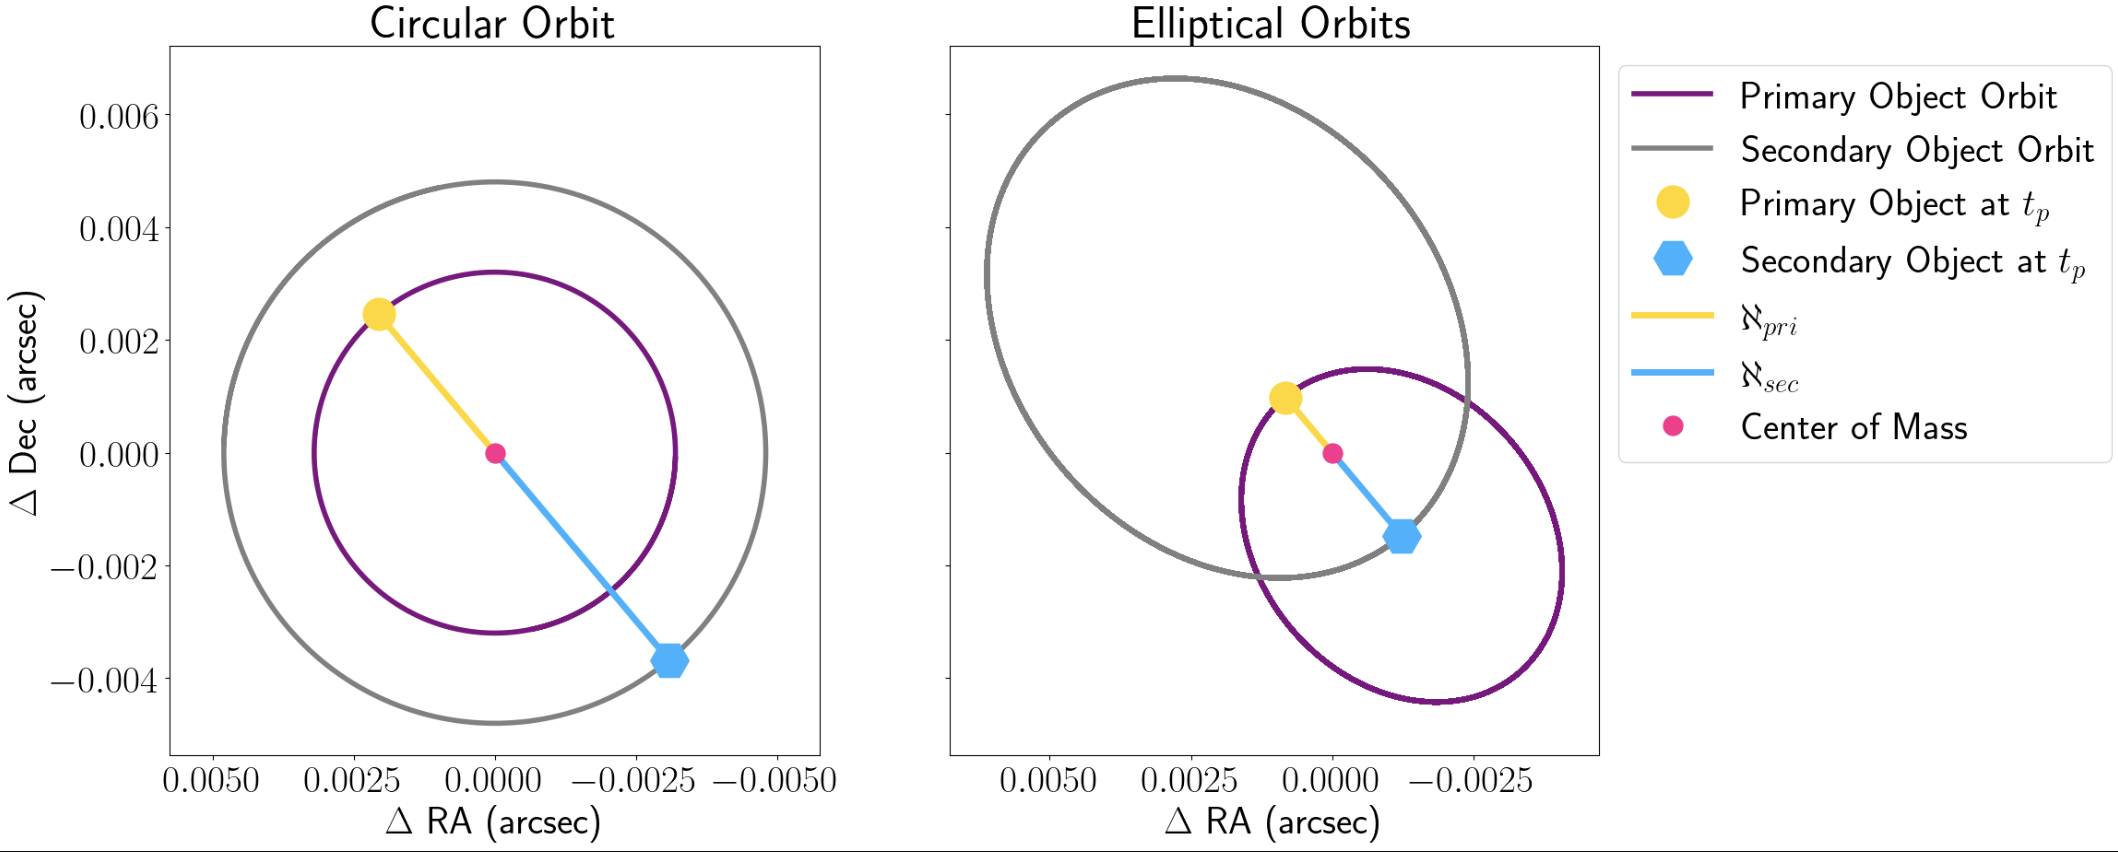 Circular Orbit
Elliptical Orbits
Δ Dec (arcsec)
0.006
0.004
0.002
0.000
−0.002
−0.004
0.0050 0.0025 0.0000 −0.0025 −0.0050
Δ RA (arcsec)
0.0050 0.0025 0.0000 −0.0025
Δ RA (arcsec)
Primary Object Orbit
Secondary Object Orbit
Primary Object at t_p
Secondary Object at t_p
ℵ_pri
ℵ_sec
Center of Mass